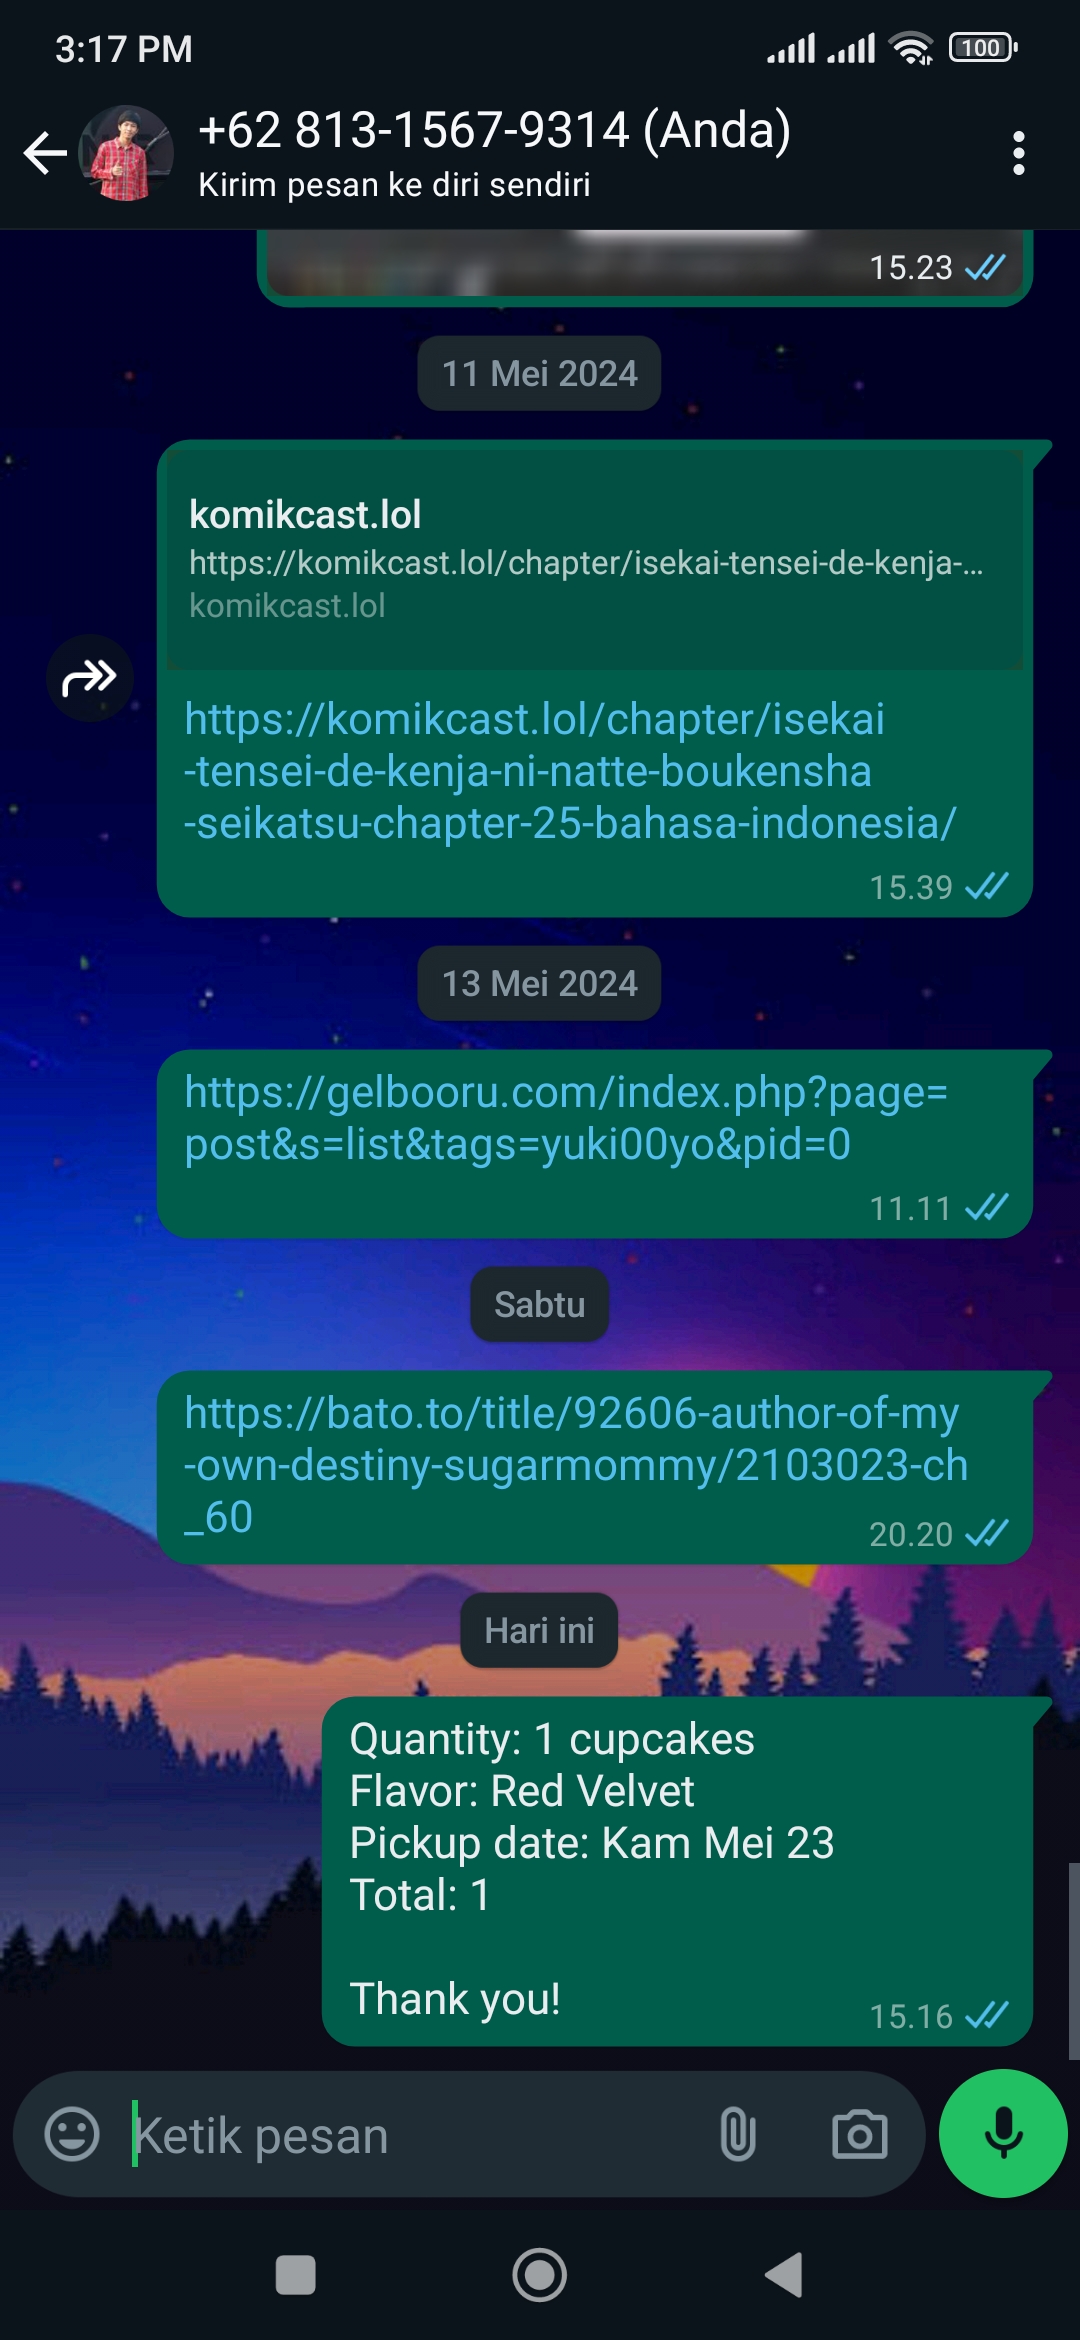 3:17 PM
100
+62 813-1567-9314 (Anda)
Kirim pesan ke diri sendiri
15.23
11 Mei 2024
komikcast.lol
https://komikcast.lol/chapter/isekai-tensei-de-kenja-...
komikcast.lol
https://komikcast.lol/chapter/isekai
-tensei-de-kenja-ni-natte-boukensha
-seikatsu-chapter-25-bahasa-indonesia/
15.39
13 Mei 2024
https://gelbooru.com/index.php?page=
post&s=list&tags=yuki00yo&pid=0
11.11
Sabtu
https://bato.to/title/92606-author-of-my
-own-destiny-sugarmommy/2103023-ch
_60
20.20
Hari ini
Quantity: 1 cupcakes
Flavor: Red Velvet
Pickup date: Kam Mei 23
Total: 1
Thank you!
15.16
Ketik pesan